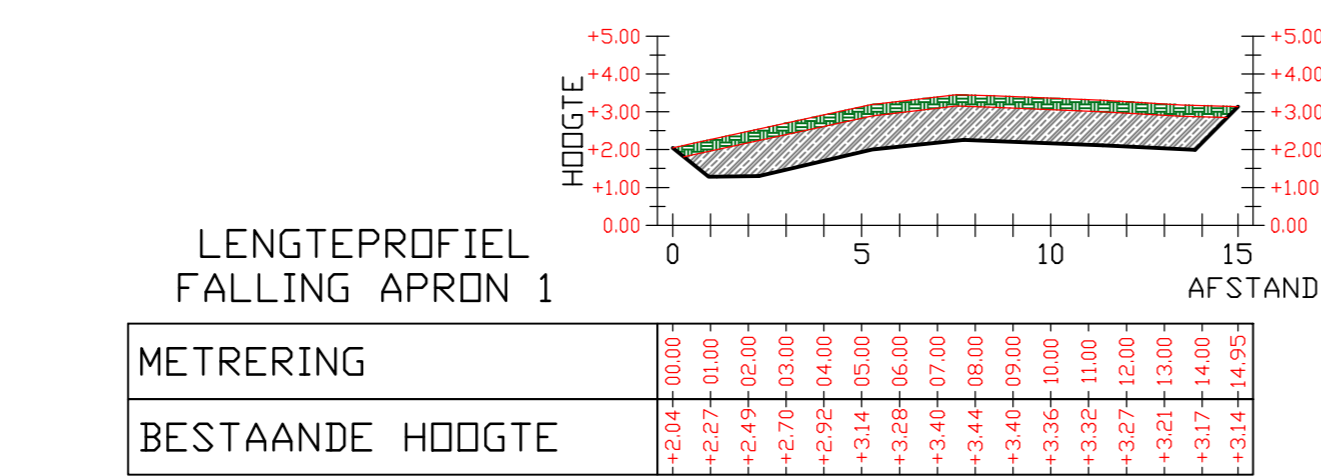 +5.00 +5.00
+4.00 +4.00
+3.00 +3.00
+2.00 +2.00
+1.00 +1.00
0.00 0.00
HOOGTE
0 5 10 15
AFSTAND
LENGTEPROFIEL
FALLING APRON 1
METRERING 00.00 01.00 02.00 03.00 04.00 05.00 06.00 07.00 08.00 09.00 10.00 11.00 12.00 13.00 14.00 14.95
BESTAANDE HOOGTE +2.04 +2.27 +2.49 +2.70 +2.92 +3.14 +3.28 +3.40 +3.44 +3.40 +3.36 +3.32 +3.27 +3.21 +3.17 +3.14